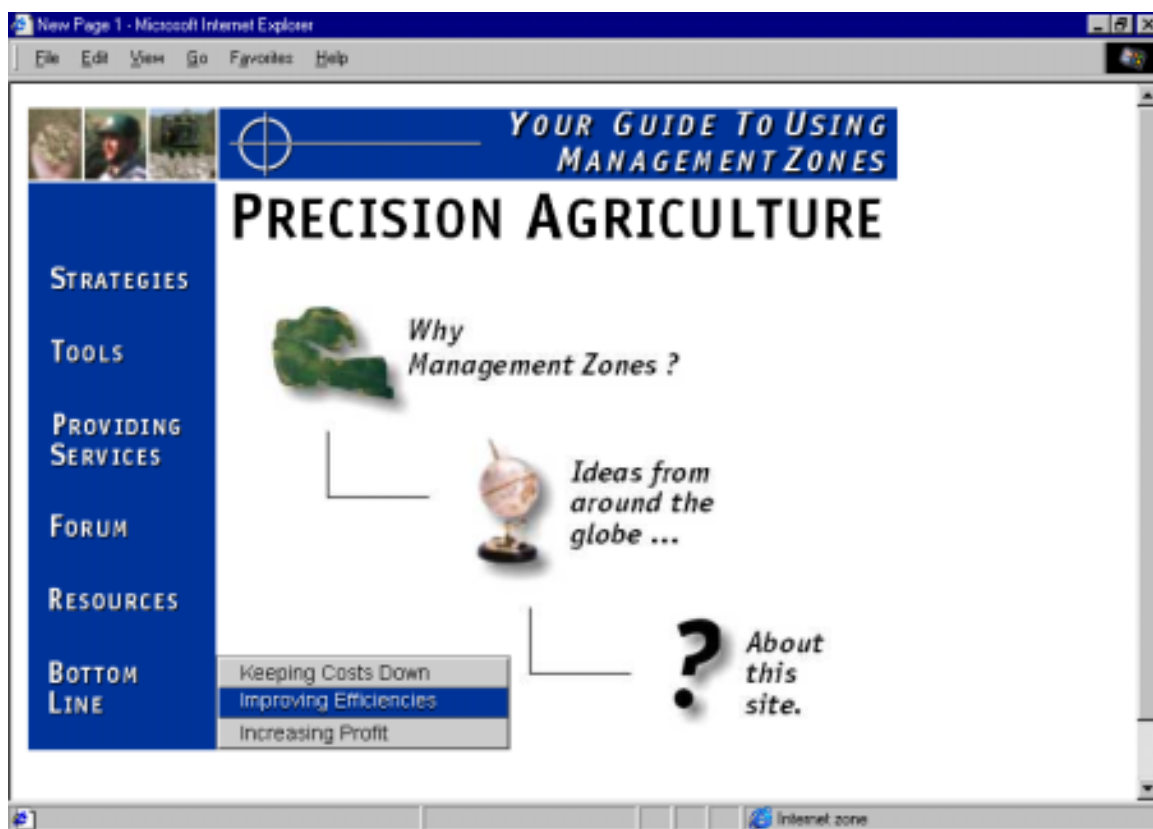 New Page 1 - Microsoft Internet Explorer
File Edit View Go Favorites Help
YOUR GUIDE TO USING
MANAGEMENT ZONES
PRECISION AGRICULTURE
STRATEGIES
TOOLS
PROVIDING
SERVICES
FORUM
RESOURCES
BOTTOM
LINE
Why
Management Zones ?
Ideas from
around the
globe ...
?
About
this
site.
Keeping Costs Down
Improving Efficiencies
Increasing Profit
Internet zone